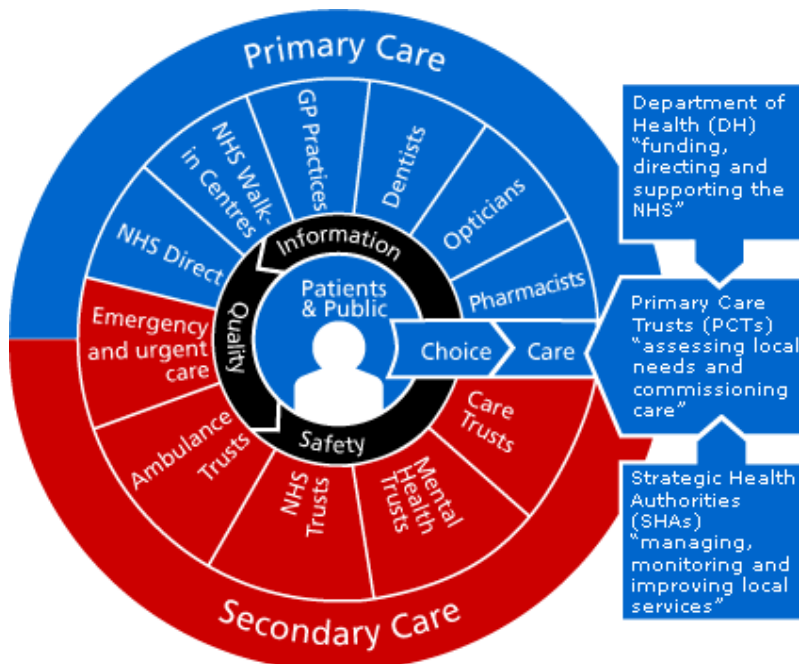 Primary Care
NHS Direct
NHS Walk-
in Centres
GP Practices
Dentists
Opticians
Pharmacists
Information
Quality
Safety
Patients
& Public
Choice
Care
Emergency
and urgent
care
Ambulance
Trusts
NHS
Trusts
Mental
Health
Trusts
Care
Trusts
Secondary Care
Department of
Health (DH)
"funding,
directing and
supporting the
NHS"
Primary Care
Trusts (PCTs)
"assessing local
needs and
commissioning
care"
Strategic Health
Authorities
(SHAs)
"managing,
monitoring and
improving local
services"